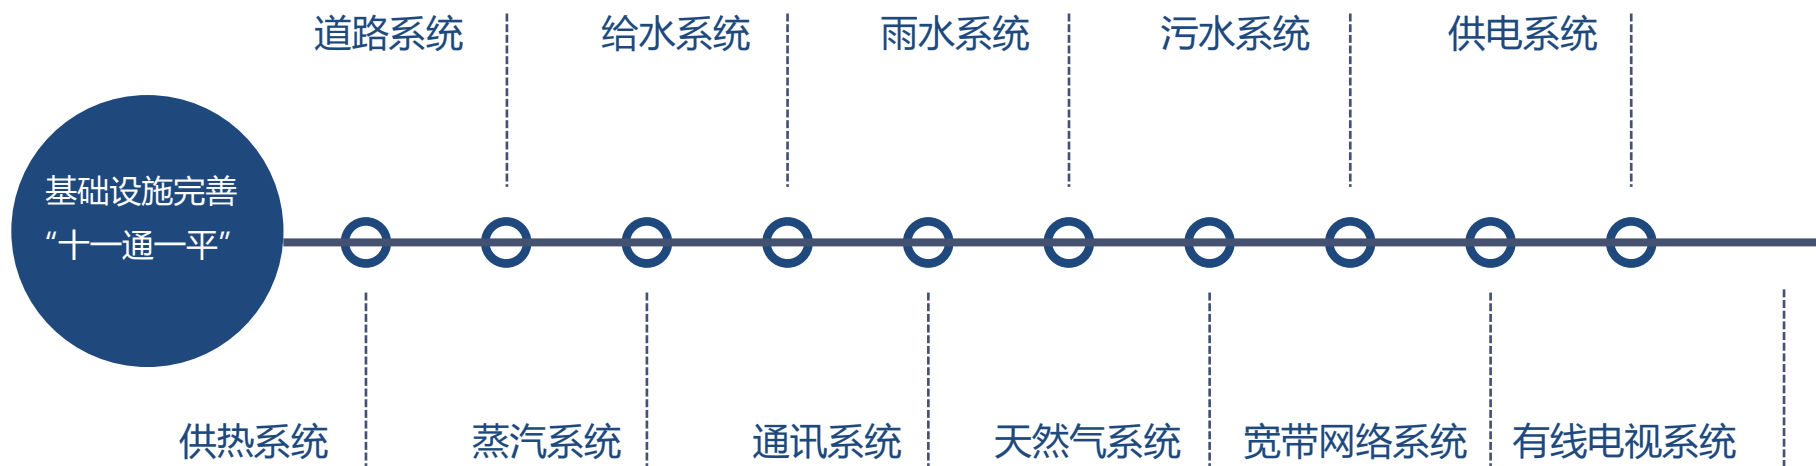 道路系统
给水系统
雨水系统
污水系统
供电系统
基础设施完善
“十一通一平”
供热系统
蒸汽系统
通讯系统
天然气系统
宽带网络系统
有线电视系统